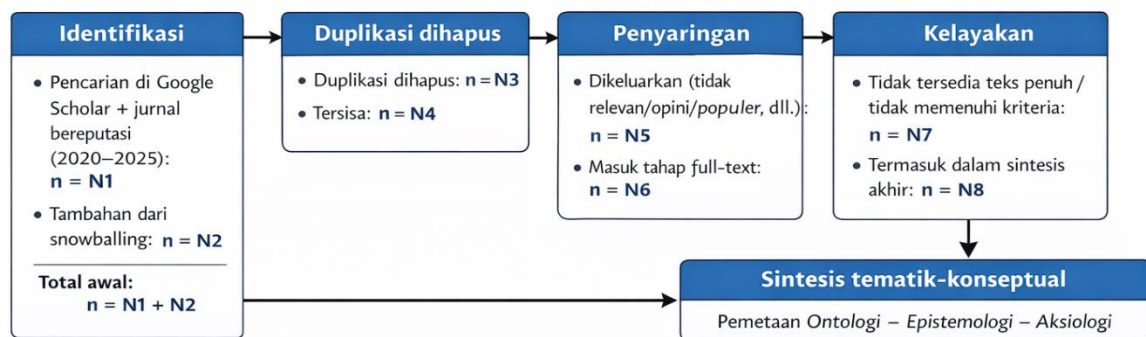 Identifikasi
• Pencarian di Google
Scholar + jurnal
bereputasi
(2020–2025):
n = N1
• Tambahan dari
snowballing: n = N2
Total awal:
n = N1 + N2
Duplikasi dihapus
• Duplikasi dihapus: n = N3
• Tersisa: n = N4
Penyaringan
• Dikeluarkan (tidak
relevan/opini/populer, dll.):
n = N5
• Masuk tahap full-text:
n = N6
Kelayakan
• Tidak tersedia teks penuh /
tidak memenuhi kriteria:
n = N7
• Termasuk dalam sintesis
akhir: n = N8
Sintesis tematik-konseptual
Pemetaan Ontologi – Epistemologi – Aksiologi